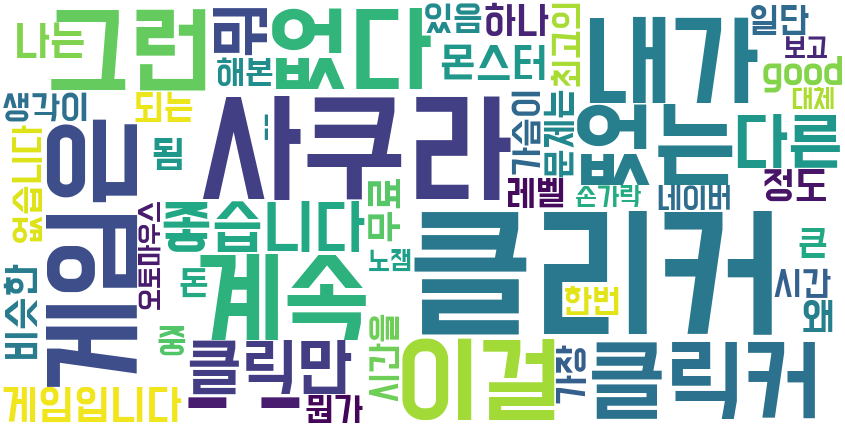 나는
그런
막
없다
있음
하나
최고인
내가
일단
보고
good
대체
해본
몬스터
생각이
되는
사쿠라
가슴이
문제는
없는
다른
없습니다
게임은
됨
좋습니다
무료
레벨
손가락
네이버
정도
오토마우스
비슷한
돈
계속
노잼
클리커
한번
큰
시간
왜
중
클릭만
시간을
이걸
가장
클릭커
게임입니다
뭔가